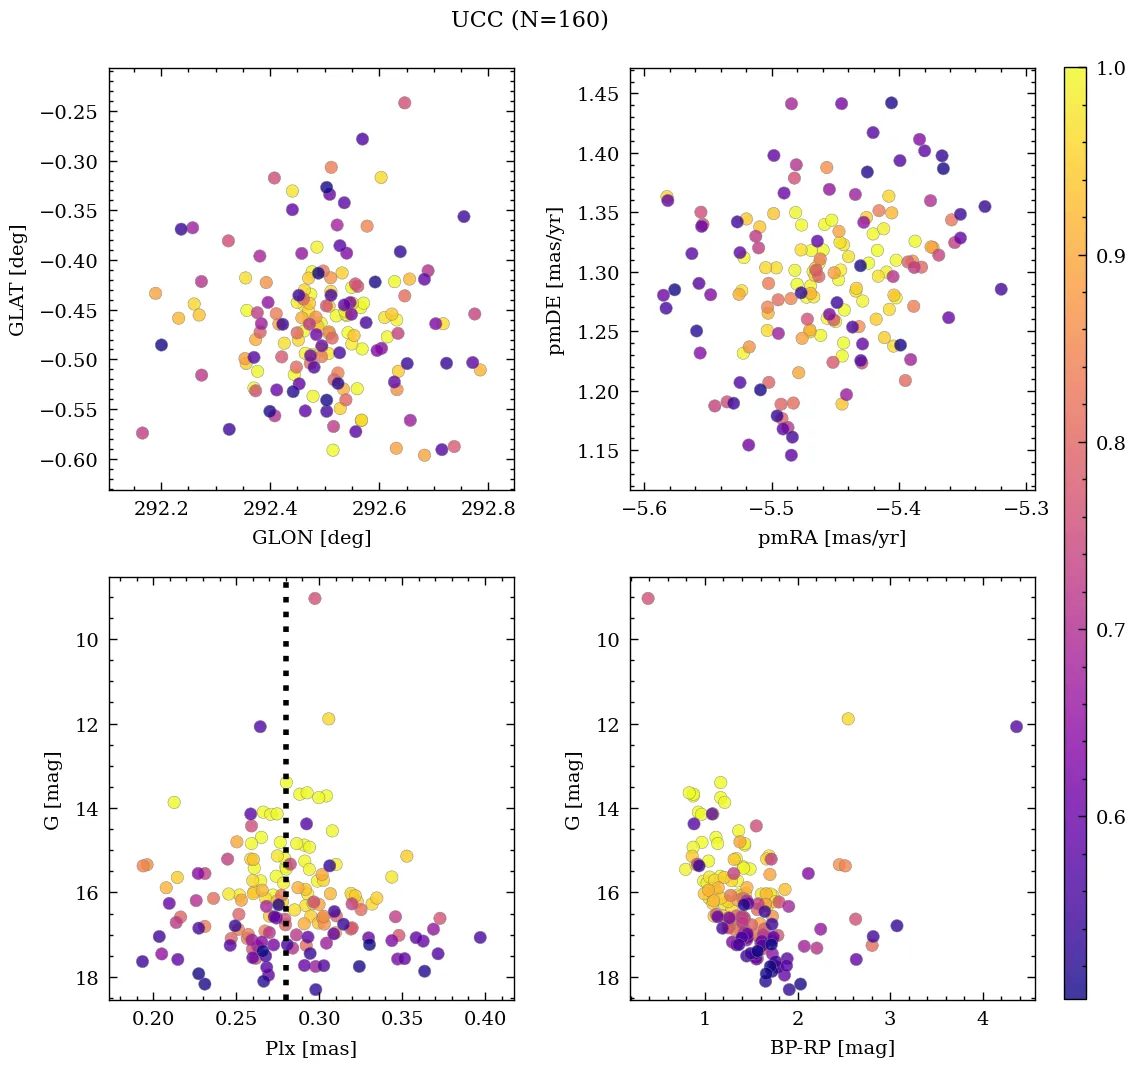 UCC (N=160)
−0.25
−0.30
−0.35
−0.40
−0.45
−0.50
−0.55
−0.60
GLAT [deg]
292.2 292.4 292.6 292.8
GLON [deg]
1.45
1.40
1.35
1.30
1.25
1.20
1.15
pmDE [mas/yr]
−5.6 −5.5 −5.4 −5.3
pmRA [mas/yr]
10
12
14
16
18
G [mag]
0.20 0.25 0.30 0.35 0.40
Plx [mas]
10
12
14
16
18
G [mag]
1 2 3 4
BP-RP [mag]
1.0
0.9
0.8
0.7
0.6